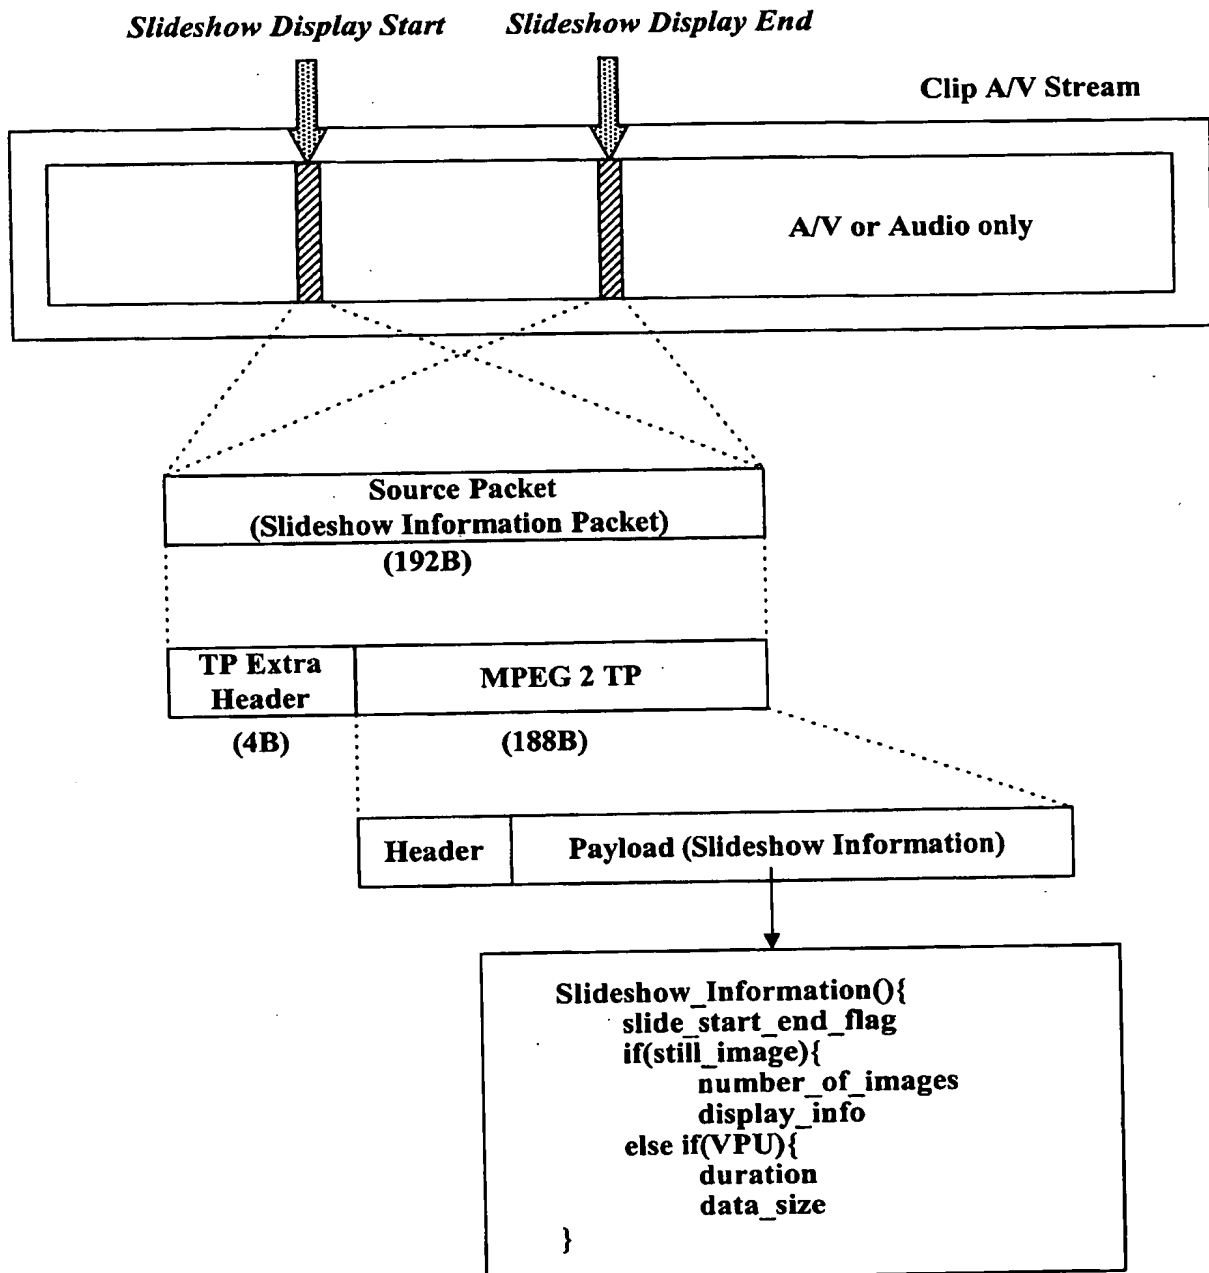 Slideshow Display Start
Slideshow Display End
Clip A/V Stream
A/V or Audio only
Source Packet
(Slideshow Information Packet)
(192B)
TP Extra
Header
MPEG 2 TP
(4B)
(188B)
Header
Payload (Slideshow Information)
Slideshow_Information(){
slide_start_end_flag
if(still_image){
number_of_images
display_info
else if(VPU){
duration
data_size
}